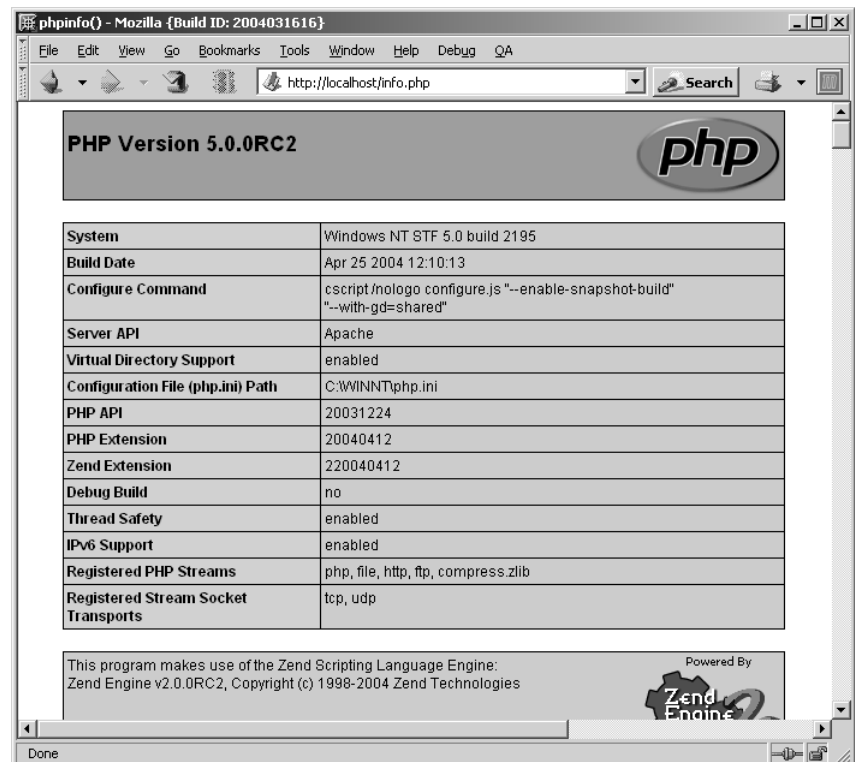 phpinfo() - Mozilla {Build ID: 2004031616}
File Edit View Go Bookmarks Tools Window Help Debug QA
http://localhost/info.php Search
PHP Version 5.0.0RC2
php
System Windows NT STF 5.0 build 2195
Build Date Apr 25 2004 12:10:13
Configure Command cscript /nologo configure.js "--enable-snapshot-build"
"--with-gd=shared"
Server API Apache
Virtual Directory Support enabled
Configuration File (php.ini) Path C:\WINNT\php.ini
PHP API 20031224
PHP Extension 20040412
Zend Extension 220040412
Debug Build no
Thread Safety enabled
IPv6 Support enabled
Registered PHP Streams php, file, http, ftp, compress.zlib
Registered Stream Socket
Transports tcp, udp
This program makes use of the Zend Scripting Language Engine:
Zend Engine v2.0.0RC2, Copyright (c) 1998-2004 Zend Technologies
Powered By
Zend
Engine 2
Done